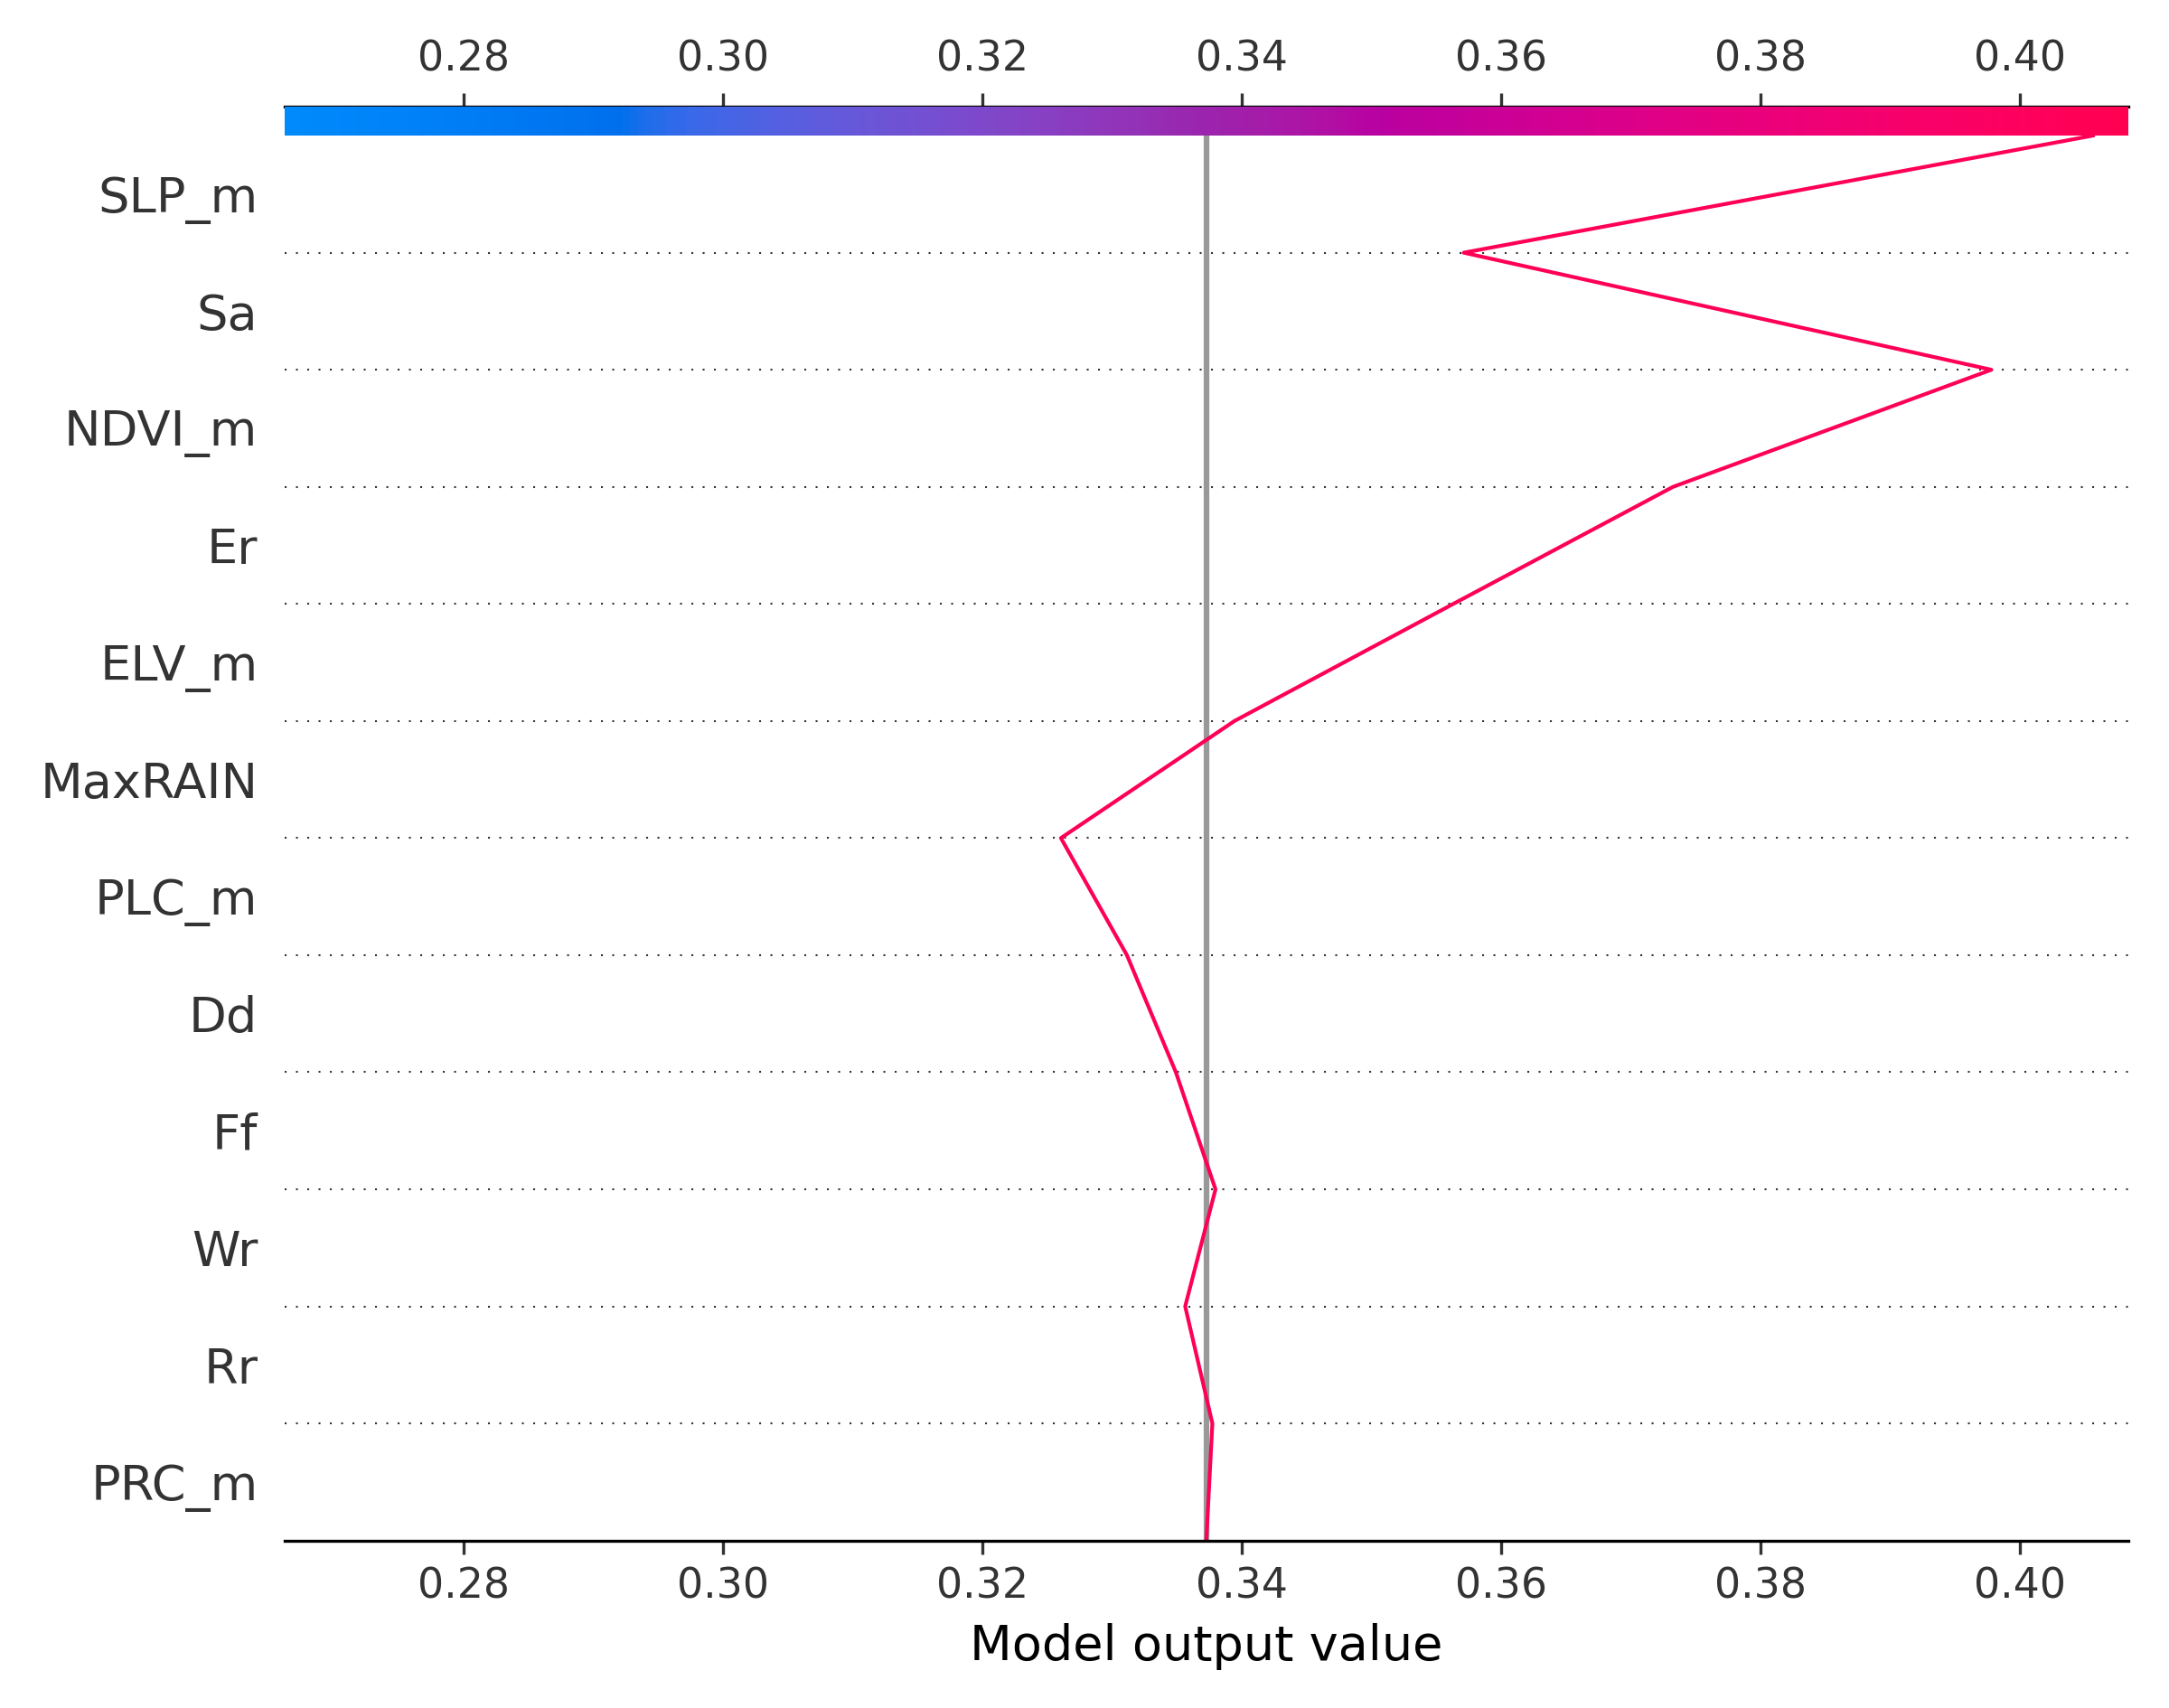 0.28 0.30 0.32 0.34 0.36 0.38 0.40
SLP_m
Sa
NDVI_m
Er
ELV_m
MaxRAIN
PLC_m
Dd
Ff
Wr
Rr
PRC_m
0.28 0.30 0.32 0.34 0.36 0.38 0.40
Model output value